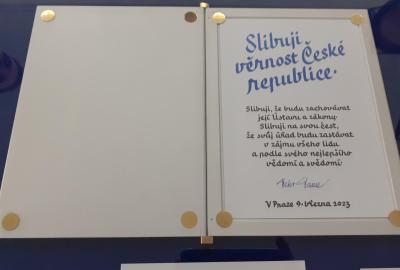 Slibuji
věrnost České
republice.
Slibuji, že budu zachovávat
její Ústavu a zákony.
Slibuji na svou čest,
že svůj úřad budu zastávat
v zájmu všeho lidu
a podle svého nejlepšího
vědomí a svědomí.
V Praze 9. března 2023